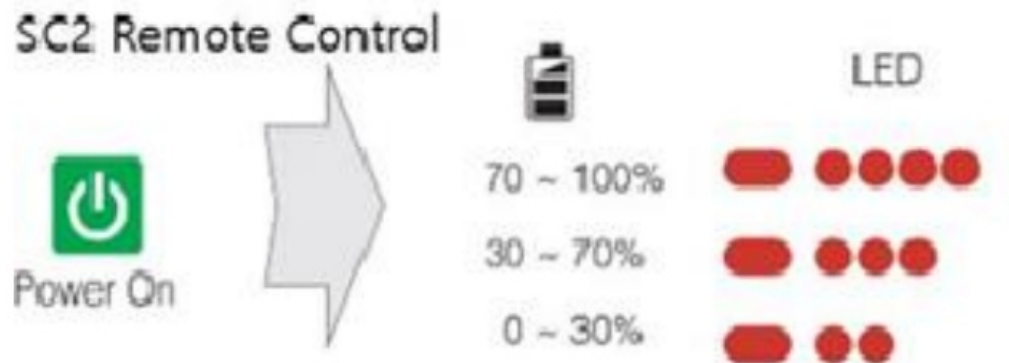 SC2 Remote Control
LED
70 ~ 100%
30 ~ 70%
Power On
0 ~ 30%